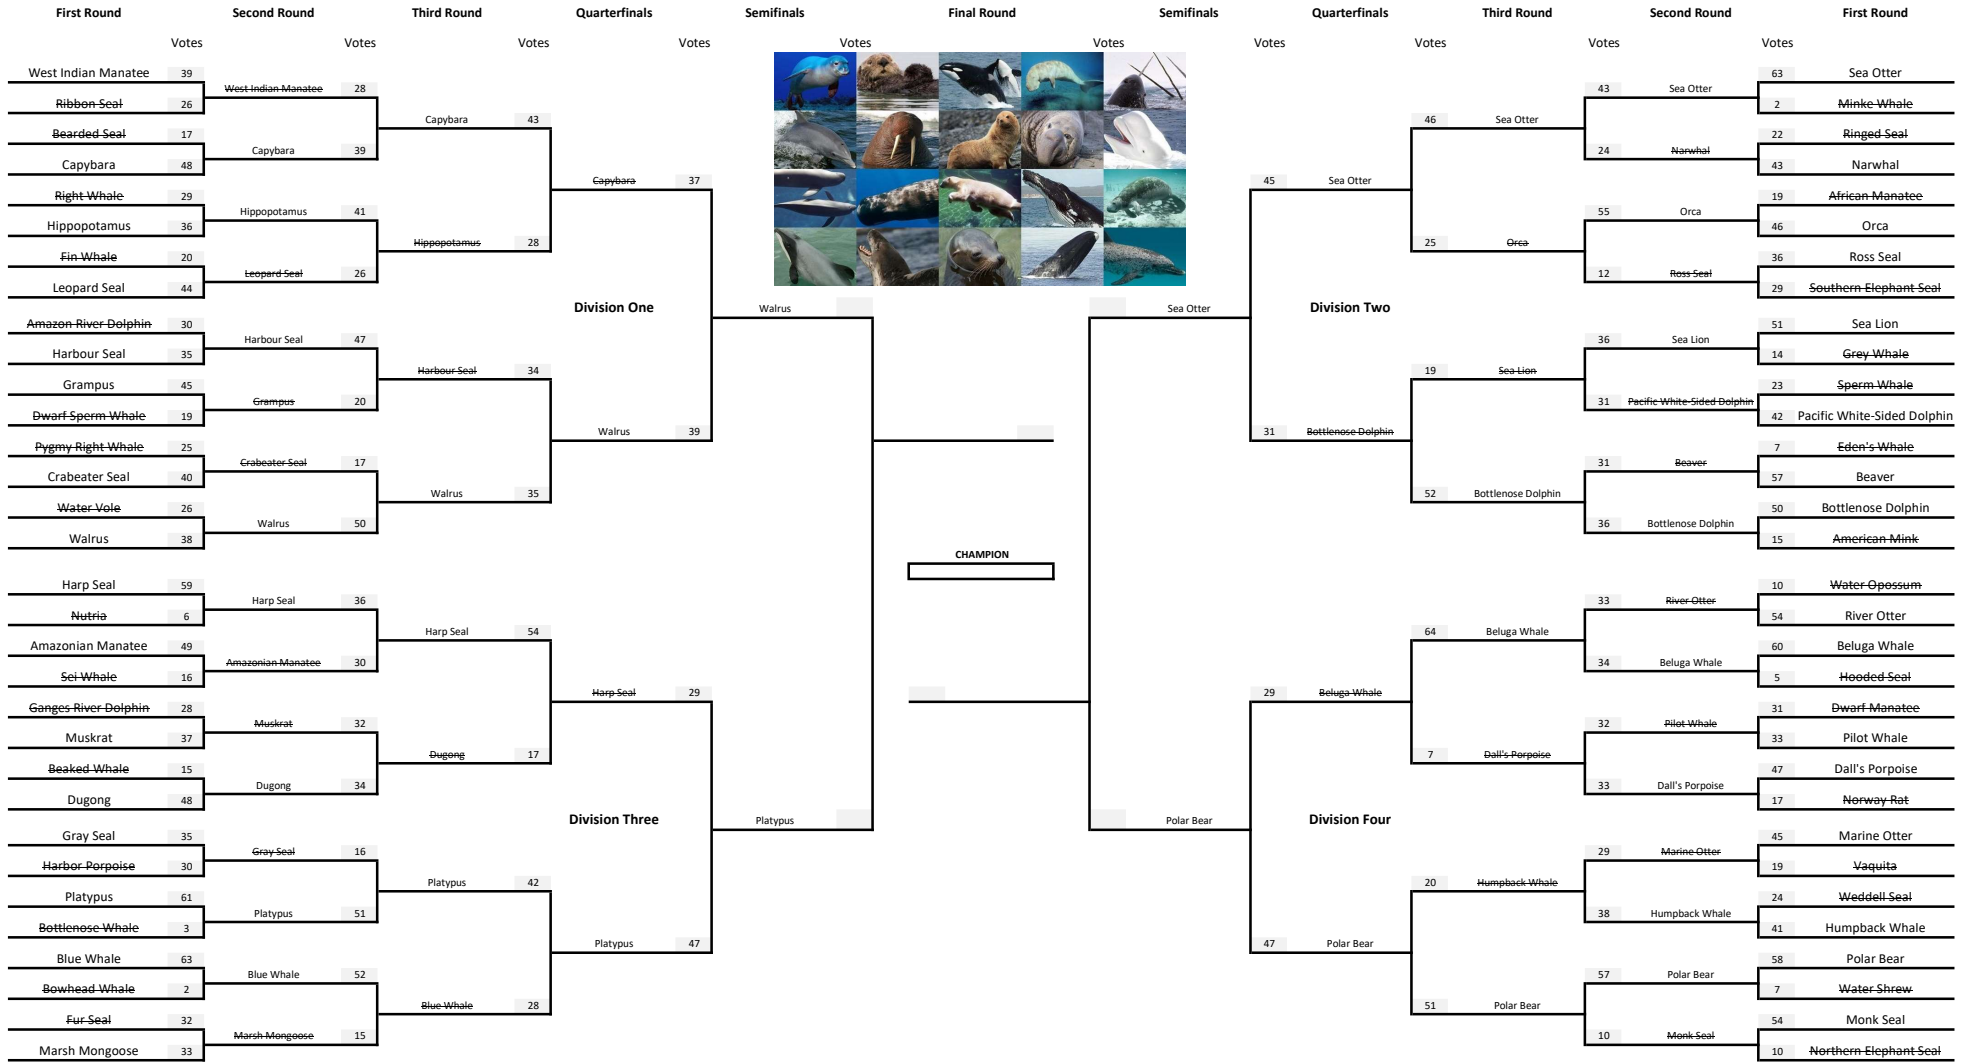 First Round Second Round Third Round Quarterfinals Semifinals Final Round Semifinals Quarterfinals Third Round Second Round First Round
Votes Votes Votes Votes Votes Votes Votes Votes Votes Votes
West Indian Manatee 39
Ribbon Seal 26
Bearded Seal 17
Capybara 48
Right Whale 29
Hippopotamus 36
Fin Whale 20
Leopard Seal 44
Amazon River Dolphin 30
Harbour Seal 35
Grampus 45
Dwarf Sperm Whale 19
Pygmy Right Whale 25
Crabeater Seal 40
Water Vole 26
Walrus 38
Harp Seal 59
Nutria 6
Amazonian Manatee 49
Sei Whale 16
Ganges River Dolphin 28
Muskrat 37
Beaked Whale 15
Dugong 48
Gray Seal 35
Harbor Porpoise 30
Platypus 61
Bottlenose Whale 3
Blue Whale 63
Bowhead Whale 2
Fur Seal 32
Marsh Mongoose 33
West Indian Manatee 28
Capybara 39
Hippopotamus 41
Leopard Seal 26
Harbour Seal 47
Grampus 20
Crabeater Seal 17
Walrus 50
Harp Seal 36
Amazonian Manatee 30
Muskrat 32
Dugong 34
Gray Seal 16
Platypus 51
Blue Whale 52
Marsh Mongoose 15
Capybara 43
Hippopotamus 28
Harbour Seal 34
Walrus 35
Harp Seal 54
Dugong 17
Platypus 42
Blue Whale 28
Capybara 37
Division One
Walrus 39
Harp Seal 29
Division Three
Platypus 47
Walrus
Platypus
CHAMPION
Sea Otter
Polar Bear
45 Sea Otter
Division Two
31 Bottlenose Dolphin
29 Beluga Whale
Division Four
47 Polar Bear
46 Sea Otter
25 Orca
19 Sea Lion
52 Bottlenose Dolphin
64 Beluga Whale
7 Dall's Porpoise
20 Humpback Whale
51 Polar Bear
43 Sea Otter
24 Narwhal
55 Orca
12 Ross Seal
36 Sea Lion
31 Pacific White-Sided Dolphin
31 Beaver
36 Bottlenose Dolphin
33 River Otter
34 Beluga Whale
32 Pilot Whale
33 Dall's Porpoise
29 Marine Otter
38 Humpback Whale
57 Polar Bear
10 Monk Seal
63 Sea Otter
2 Minke Whale
22 Ringed Seal
43 Narwhal
19 African Manatee
46 Orca
36 Ross Seal
29 Southern Elephant Seal
51 Sea Lion
14 Grey Whale
23 Sperm Whale
42 Pacific White-Sided Dolphin
7 Eden's Whale
57 Beaver
50 Bottlenose Dolphin
15 American Mink
10 Water Opossum
54 River Otter
60 Beluga Whale
5 Hooded Seal
31 Dwarf Manatee
33 Pilot Whale
47 Dall's Porpoise
17 Norway Rat
45 Marine Otter
19 Vaquita
24 Weddell Seal
41 Humpback Whale
58 Polar Bear
7 Water Shrew
54 Monk Seal
10 Northern Elephant Seal